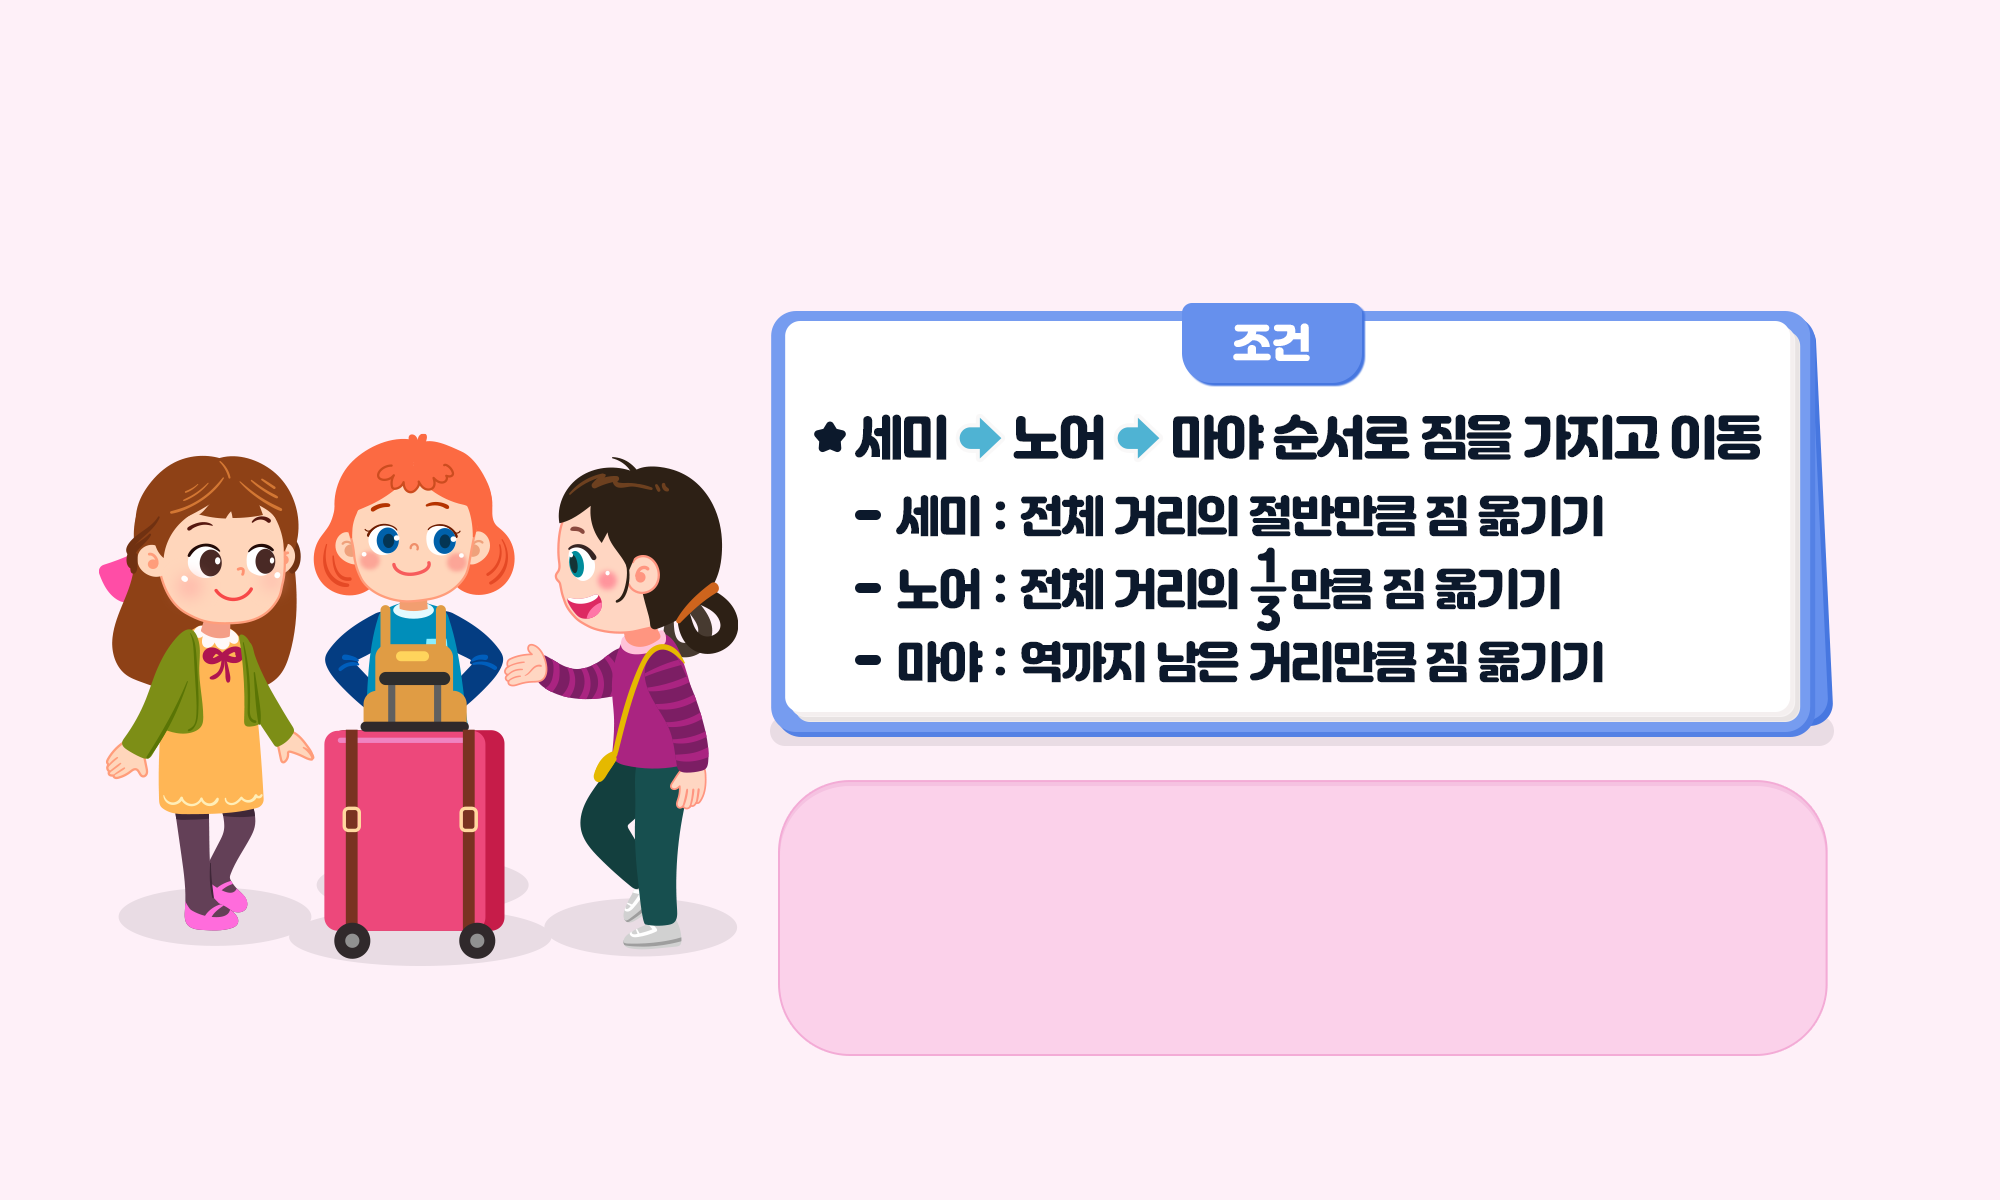 조건
★ 세미 ➡ 노어 ➡ 마야 순서로 짐을 가지고 이동
- 세미 : 전체 거리의 절반만큼 짐 옮기기
- 노어 : 전체 거리의 1/3만큼 짐 옮기기
- 마야 : 역까지 남은 거리만큼 짐 옮기기